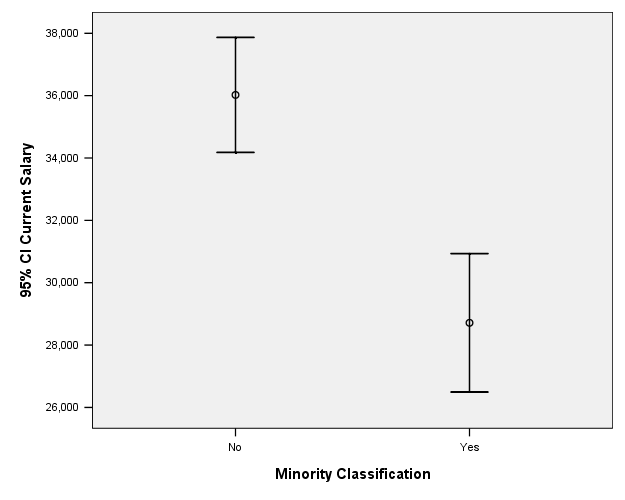 38,000
36,000
34,000
32,000
30,000
28,000
26,000
95% CI Current Salary
No
Yes
Minority Classification